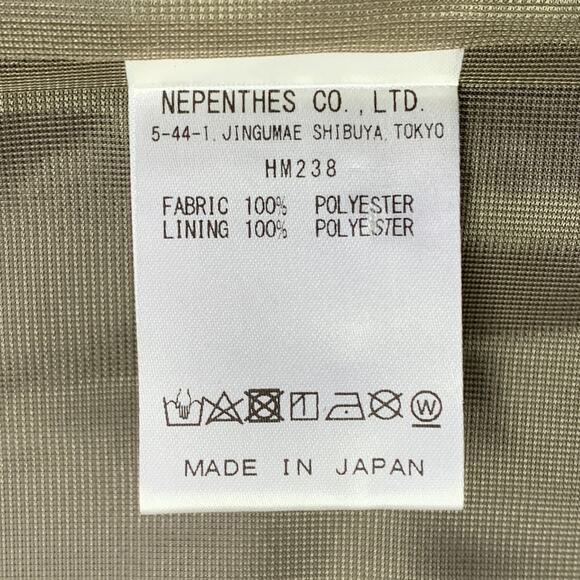 NEPENTHES CO., LTD.
5-44-1, JINGUMAE SHIBUYA, TOKYO
HM238
FABRIC 100% POLYESTER
LINING 100% POLYESTER
W
MADE IN JAPAN